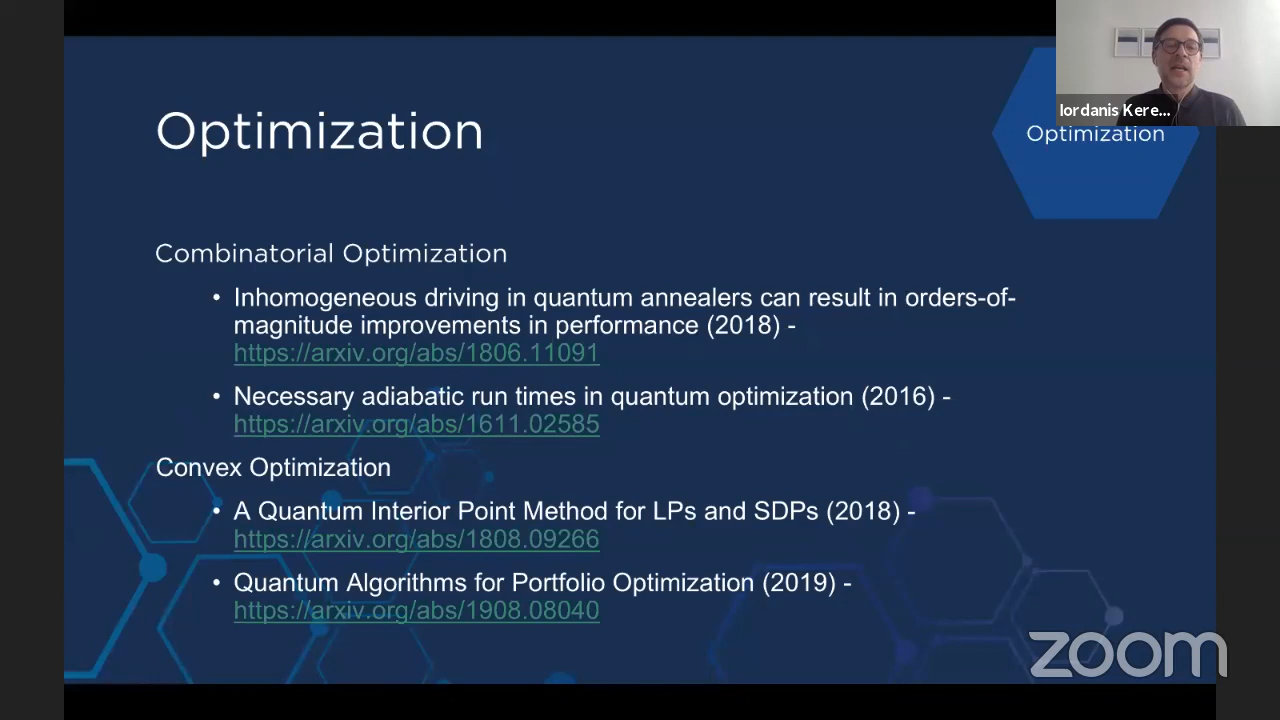 Iordanis Kere...
Optimization
Optimization
Combinatorial Optimization
• Inhomogeneous driving in quantum annealers can result in orders-of-
magnitude improvements in performance (2018) -
https://arxiv.org/abs/1806.11091
• Necessary adiabatic run times in quantum optimization (2016) -
https://arxiv.org/abs/1611.02585
Convex Optimization
• A Quantum Interior Point Method for LPs and SDPs (2018) -
https://arxiv.org/abs/1808.09266
• Quantum Algorithms for Portfolio Optimization (2019) -
https://arxiv.org/abs/1908.08040
zoom